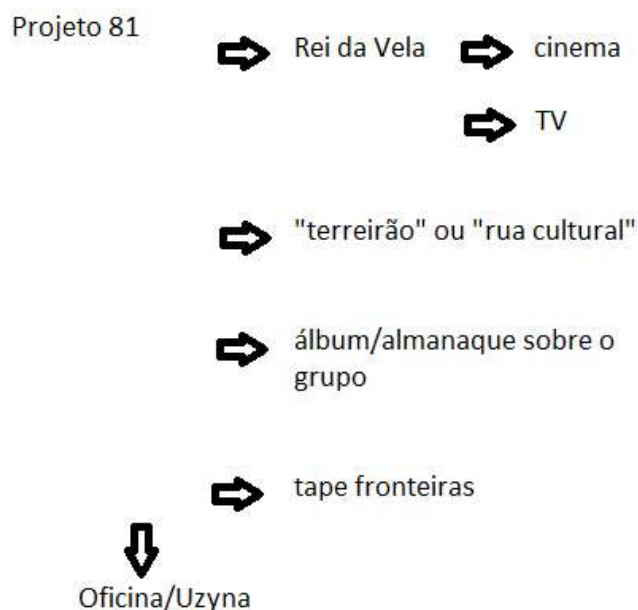 Projeto 81
Rei da Vela
cinema
TV
"terreirão" ou "rua cultural"
álbum/almanaque sobre o
grupo
tape fronteiras
Oficina/Uzyna